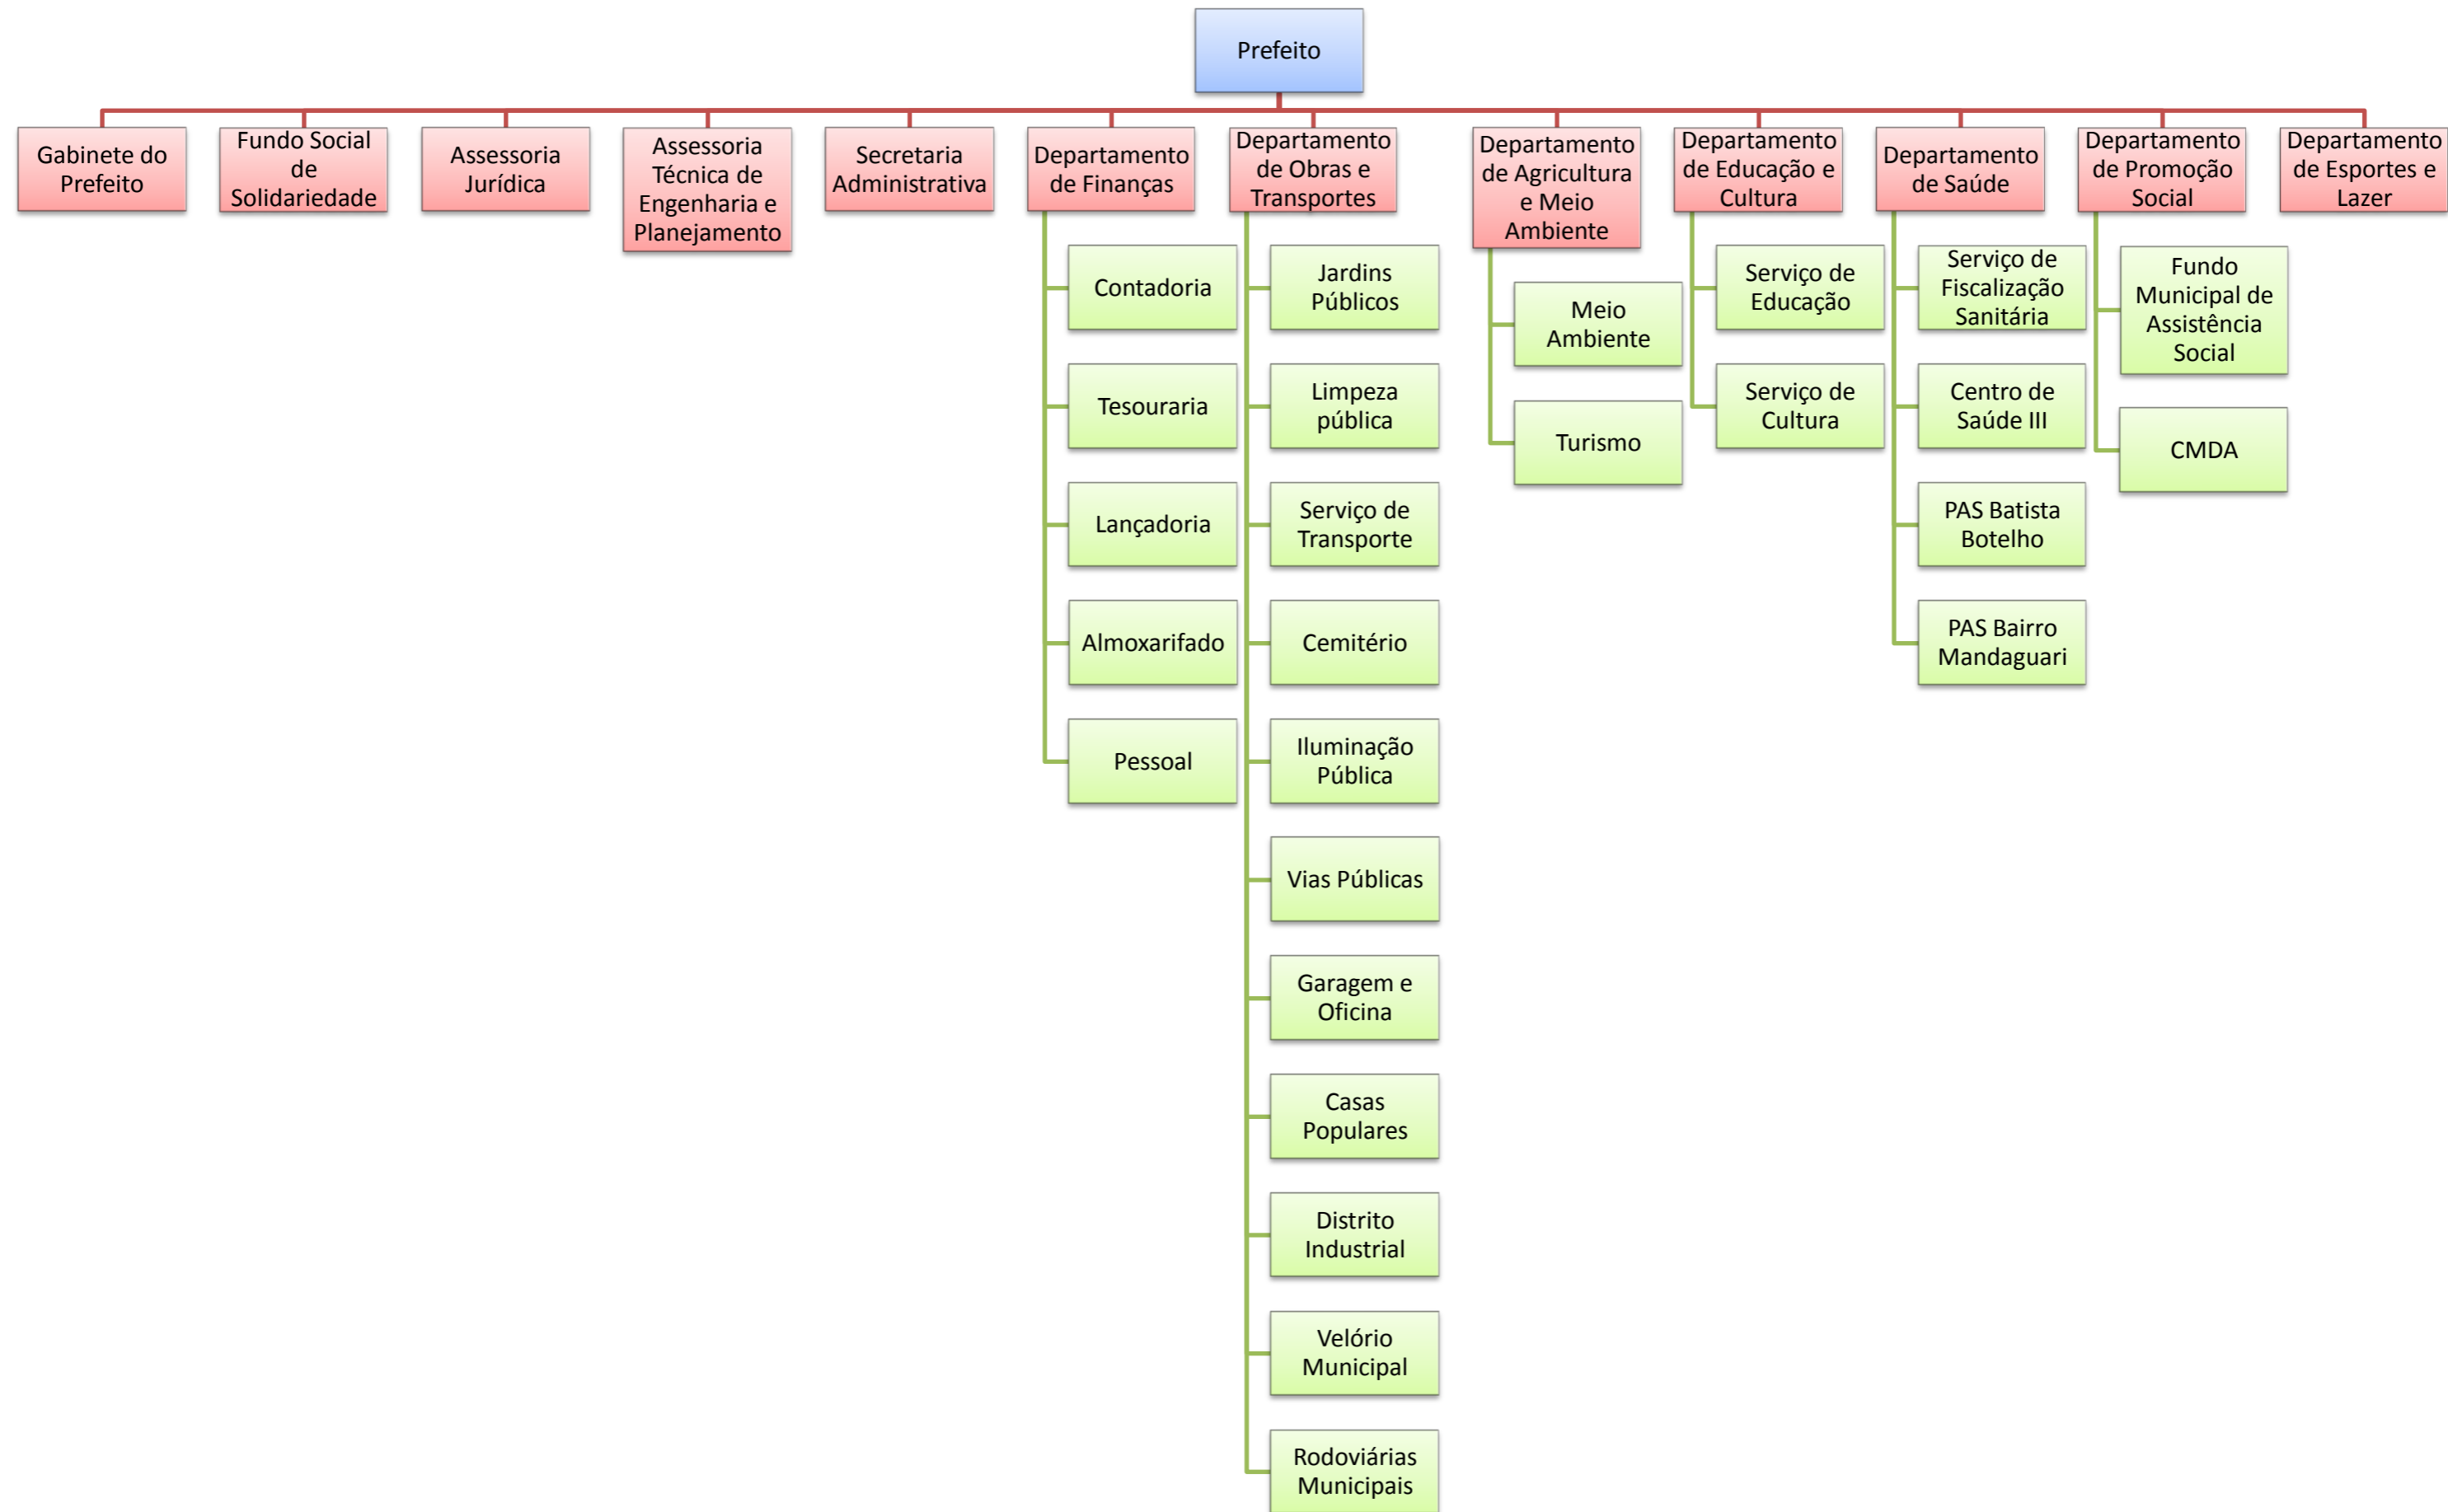 Prefeito
Gabinete do
Prefeito
Fundo Social
de
Solidariedade
Assessoria
Jurídica
Assessoria
Técnica de
Engenharia e
Planejamento
Secretaria
Administrativa
Departamento
de Finanças
Contadoria
Tesouraria
Lançadoria
Almoxarifado
Pessoal
Departamento
de Obras e
Transportes
Jardins
Públicos
Limpeza
pública
Serviço de
Transporte
Cemitério
Iluminação
Pública
Vias Públicas
Garagem e
Oficina
Casas
Populares
Distrito
Industrial
Velório
Municipal
Rodoviárias
Municipais
Departamento
de Agricultura
e Meio
Ambiente
Meio
Ambiente
Turismo
Departamento
de Educação e
Cultura
Serviço de
Educação
Serviço de
Cultura
Departamento
de Saúde
Serviço de
Fiscalização
Sanitária
Centro de
Saúde III
PAS Batista
Botelho
PAS Bairro
Mandaguari
Departamento
de Promoção
Social
Fundo
Municipal de
Assistência
Social
CMDA
Departamento
de Esportes e
Lazer